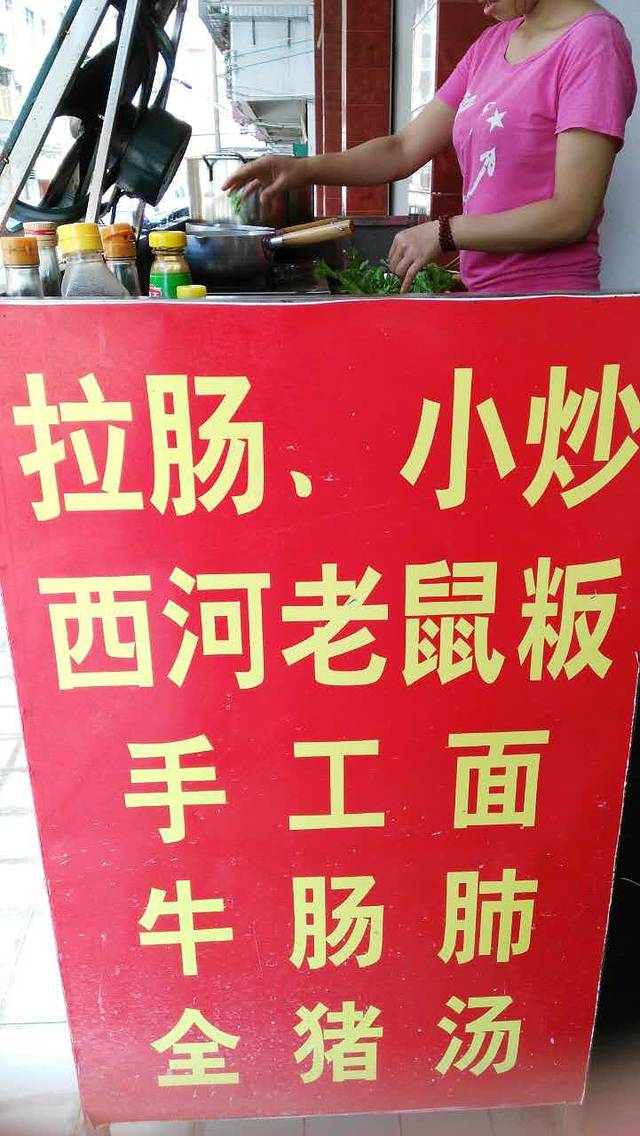 拉肠、小炒
西河老鼠粄
手工面
牛肠肺
全猪汤